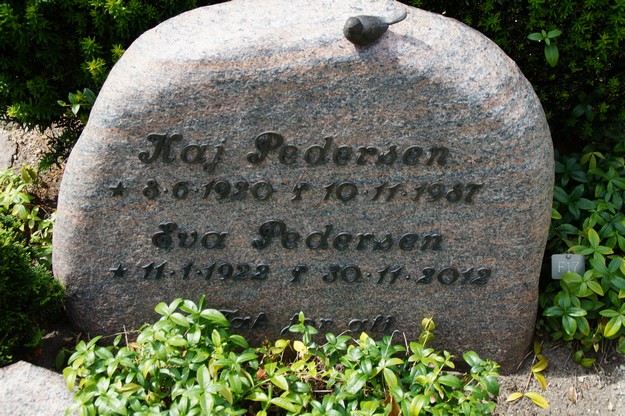 Kaj Pedersen
★ 8·6·1920 † 10·11·1987
Eva Pedersen
★ 11·1·1922 † 30·11·2012
Tak for alt